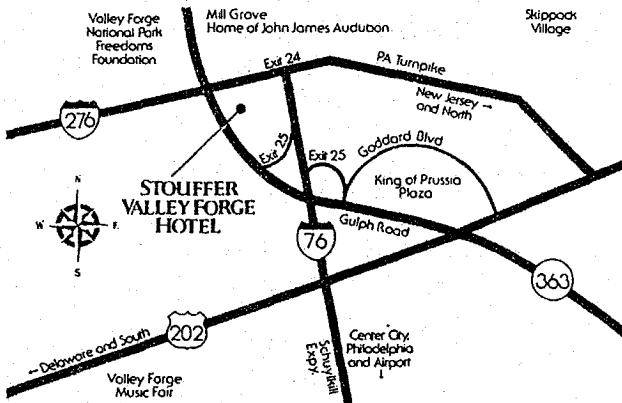 Valley Forge
National Park
Freedoms
Foundation
Mill Grove
Home of John James Audubon
Skippack
Village
Exit 24
PA Turnpike
New Jersey →
and North
276
Exit 25
Exit 25
Goddard Blvd
King of Prussia
Plaza
STOUFFER
VALLEY FORGE
HOTEL
N
W
E
S
Gulph Road
76
363
202
← Delaware and South
Valley Forge
Music Fair
Schuylkill
Expy.
Center City,
Philadelphia
and Airport
↓